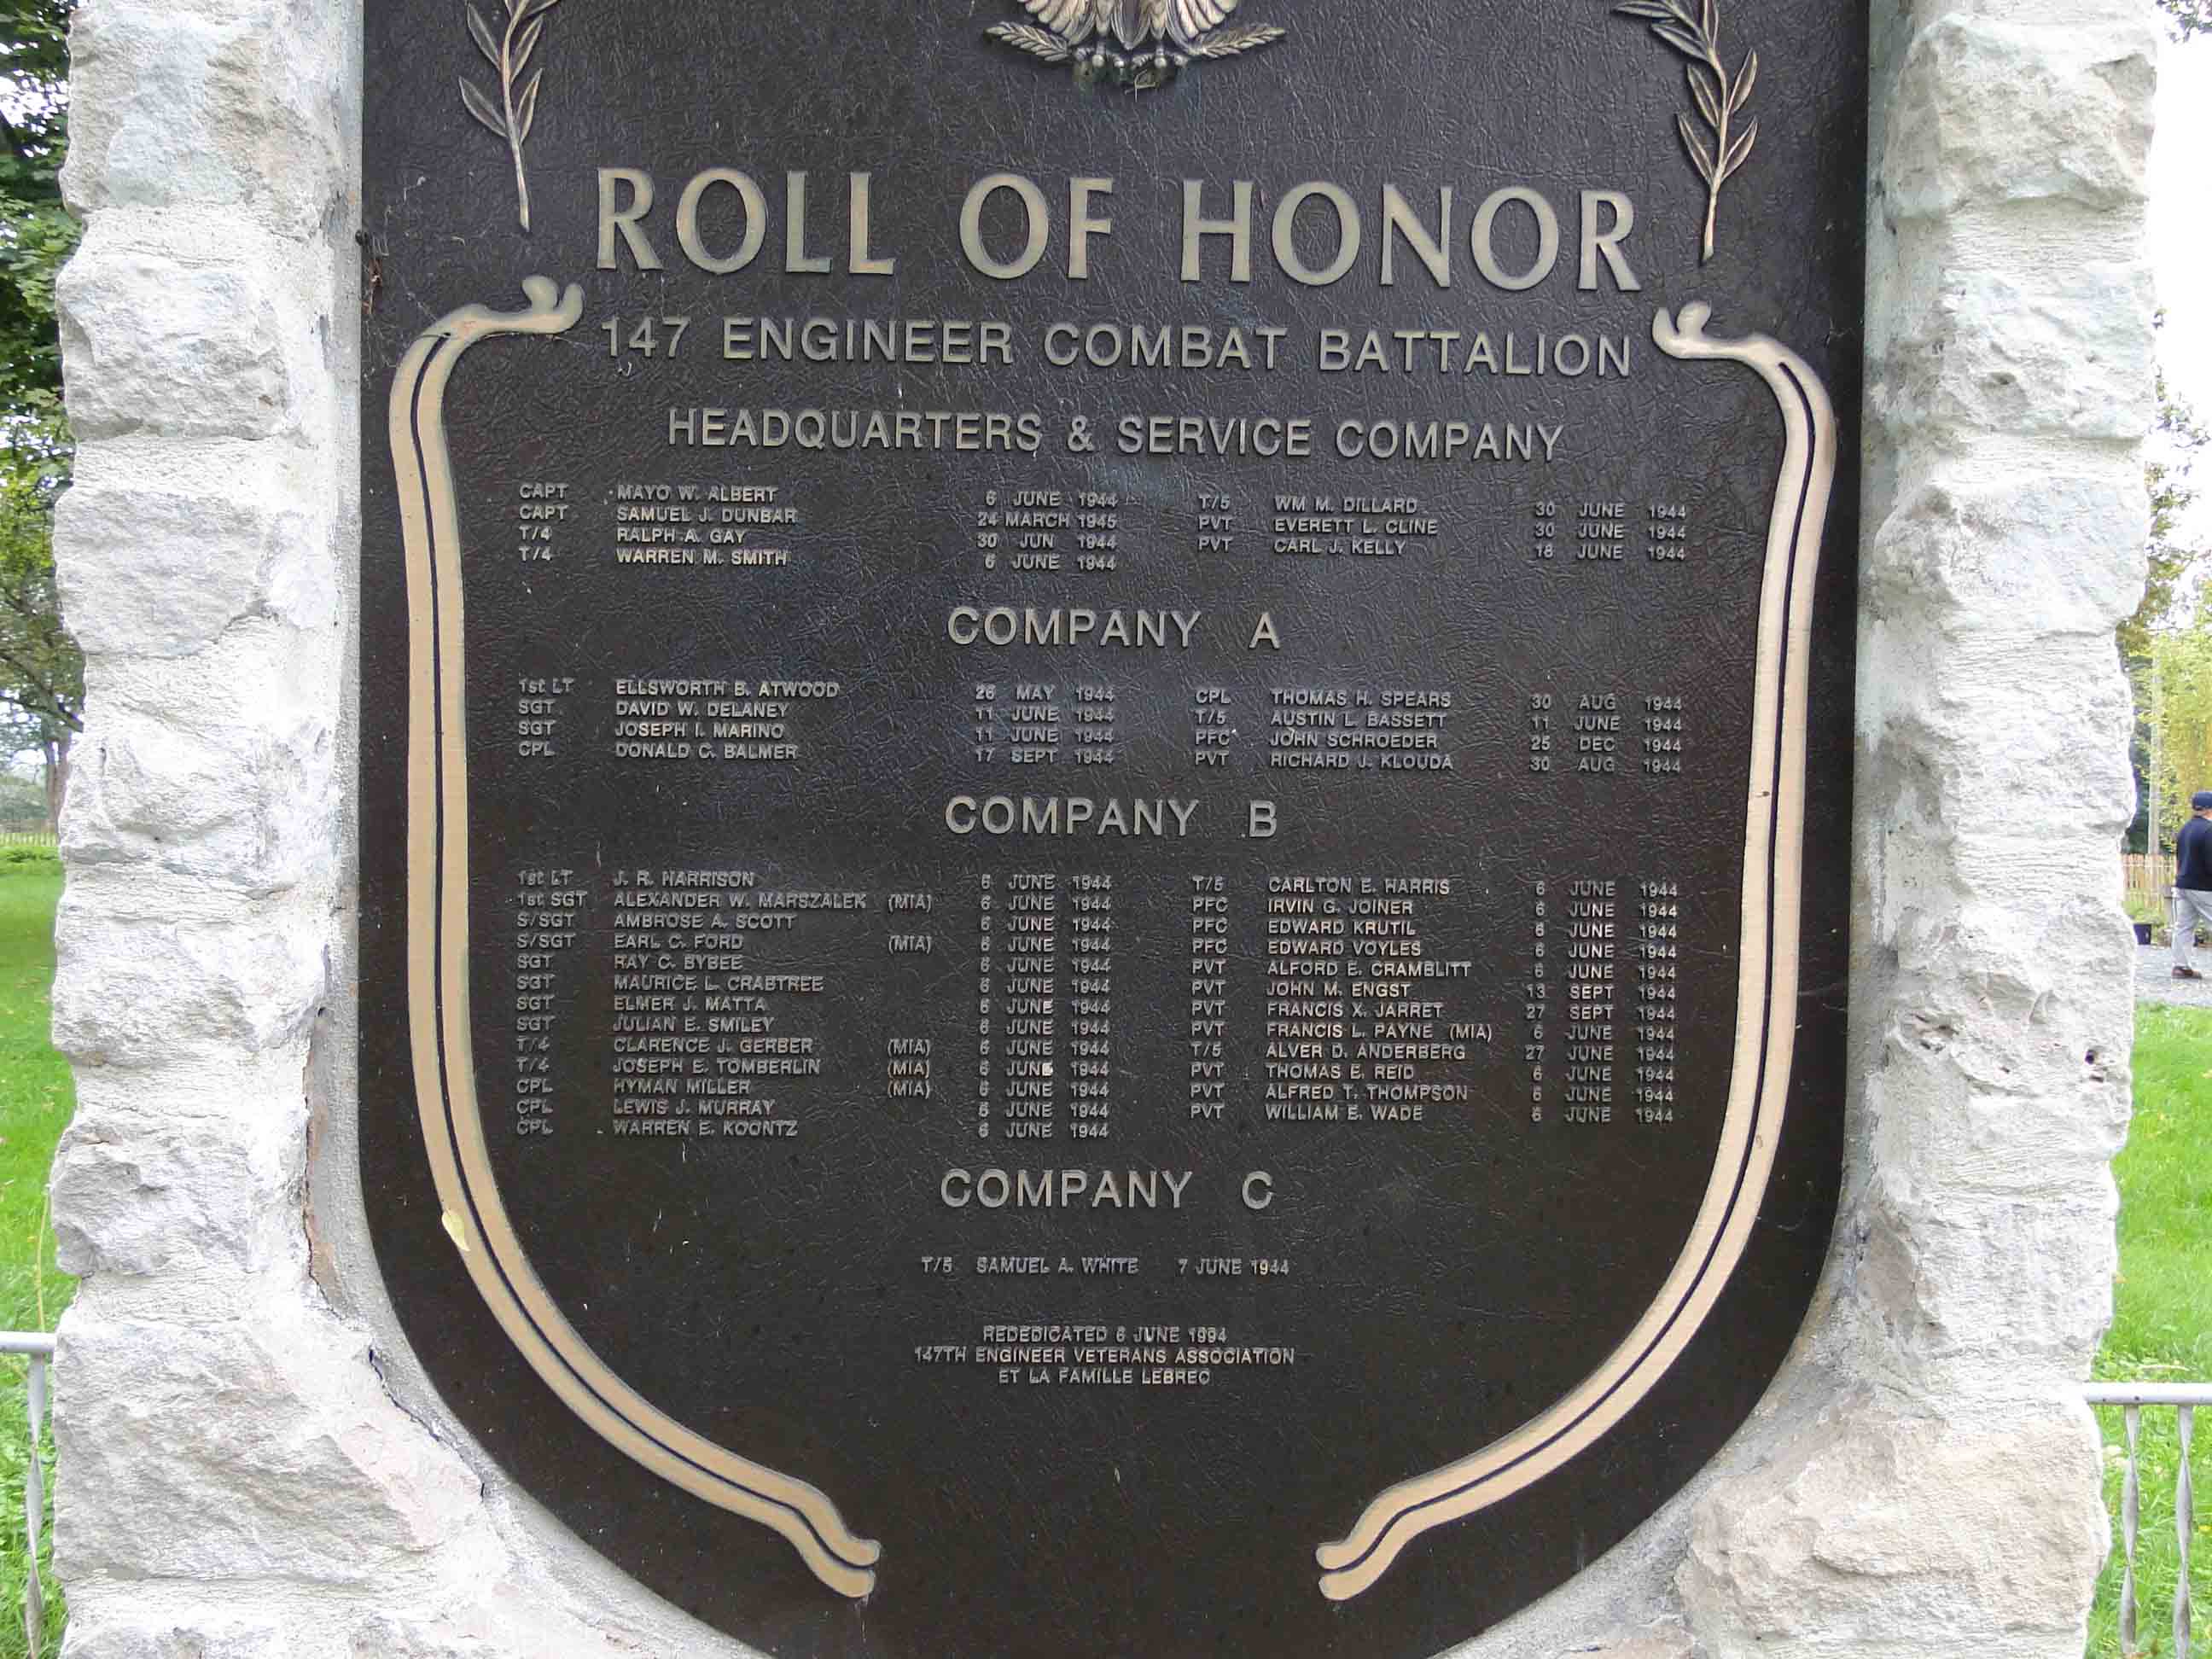 ROLL OF HONOR
147 ENGINEER COMBAT BATTALION
HEADQUARTERS & SERVICE COMPANY
CAPT MAYO W. ALBERT 6 JUNE 1944 T/5 WM M. DILLARD 30 JUNE 1944
CAPT SAMUEL J. DUNBAR 24 MARCH 1945 PVT EVERETT L. CLINE 30 JUNE 1944
T/4 RALPH A. GAY 30 JUN 1944 PVT CARL J. KELLY 18 JUNE 1944
T/4 WARREN M. SMITH 6 JUNE 1944
COMPANY A
1st LT ELLSWORTH B. ATWOOD 26 MAY 1944 CPL THOMAS H. SPEARS 30 AUG 1944
SGT DAVID W. DELANEY 11 JUNE 1944 T/5 AUSTIN L. BASSETT 11 JUNE 1944
SGT JOSEPH I. MARINO 11 JUNE 1944 PFC JOHN SCHROEDER 25 DEC 1944
CPL DONALD C. BALMER 17 SEPT 1944 PVT RICHARD J. KLOUDA 30 AUG 1944
COMPANY B
1st LT J. R. HARRISON 6 JUNE 1944 T/5 CARLTON E. HARRIS 6 JUNE 1944
1st SGT ALEXANDER W. MARSZALEK (MIA) 6 JUNE 1944 PFC IRVIN G. JOINER 6 JUNE 1944
S/SGT AMBROSE A. SCOTT 6 JUNE 1944 PFC EDWARD KRUTIL 6 JUNE 1944
S/SGT EARL C. FORD (MIA) 6 JUNE 1944 PFC EDWARD VOYLES 6 JUNE 1944
SGT RAY C. BYBEE 6 JUNE 1944 PVT ALFORD E. CRAMBLITT 6 JUNE 1944
SGT MAURICE L. CRABTREE 6 JUNE 1944 PVT JOHN M. ENGST 13 SEPT 1944
SGT ELMER J. MATTA 6 JUNE 1944 PVT FRANCIS X. JARRET 27 SEPT 1944
SGT JULIAN E. SMILEY 6 JUNE 1944 PVT FRANCIS L. PAYNE (MIA) 6 JUNE 1944
T/4 CLARENCE J. GERBER (MIA) 6 JUNE 1944 T/5 ALVER D. ANDERBERG 27 JUNE 1944
T/4 JOSEPH E. TOMBERLIN (MIA) 6 JUNE 1944 PVT THOMAS E. REID 6 JUNE 1944
CPL HYMAN MILLER (MIA) 6 JUNE 1944 PVT ALFRED T. THOMPSON 6 JUNE 1944
CPL LEWIS J. MURRAY 6 JUNE 1944 PVT WILLIAM E. WADE 6 JUNE 1944
CPL WARREN E. KOONTZ 6 JUNE 1944
COMPANY C
T/5 SAMUEL A. WHITE 7 JUNE 1944
REDEDICATED 6 JUNE 1994
147TH ENGINEER VETERANS ASSOCIATION
ET LA FAMILLE LEBREC